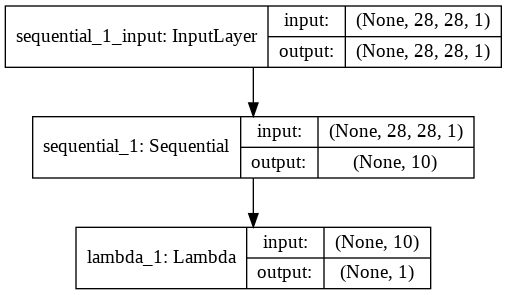 sequential_1_input: InputLayer
input: (None, 28, 28, 1)
output: (None, 28, 28, 1)
sequential_1: Sequential
input: (None, 28, 28, 1)
output: (None, 10)
lambda_1: Lambda
input: (None, 10)
output: (None, 1)